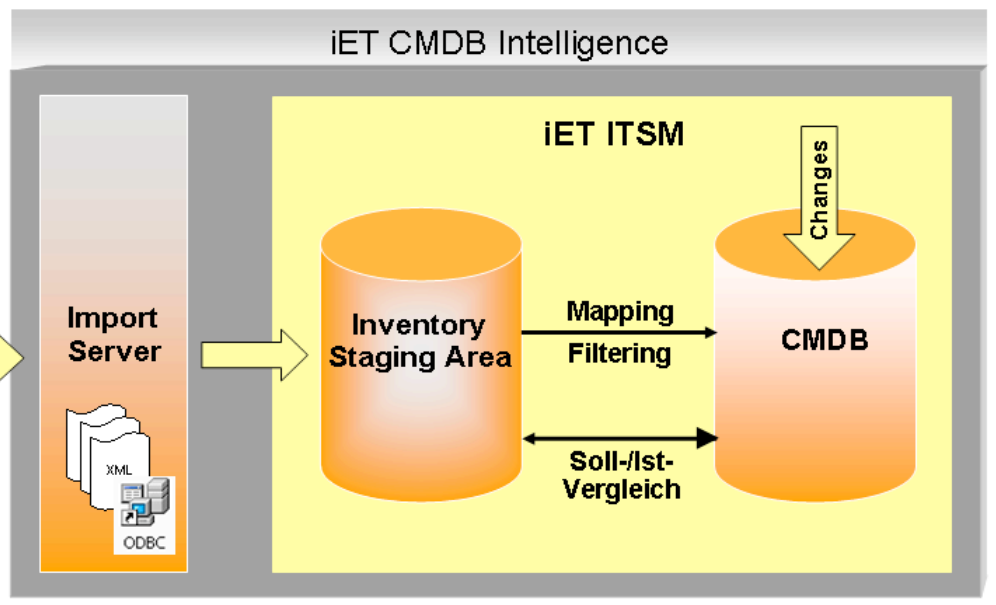 iET CMDB Intelligence
iET ITSM
Changes
Import
Server
XML
ODBC
Inventory
Staging Area
Mapping
Filtering
CMDB
Soll-/Ist-
Vergleich